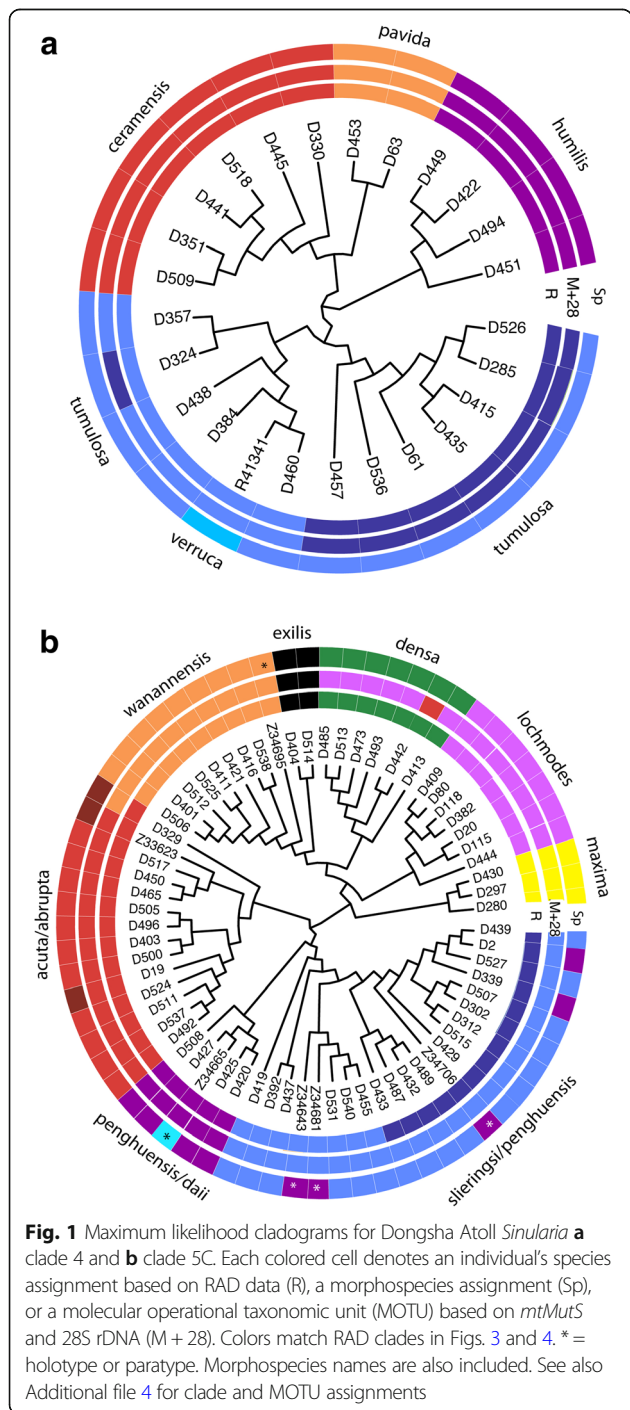 a
pavida
ceramensis
humilis
D453
D63
D330
D445
D449
D518
D422
D441
D494
D351
D451
D509
R
M+28
Sp
D357
D526
D324
D285
D438
D415
D384
D435
R41341
D61
D460
D457
D536
tumulosa
verruca
tumulosa
b
exilis
densa
wanannensis
*
lochmodes
maxima
acuta/abrupta
penghuensis/daii
*
*
*
*
slieringsi/penghuensis
D485
D513
D473
D493
D442
D413
D409
D80
D118
D382
D20
D115
D444
D430
D297
D280
R
M+28
Sp
D439
D2
D527
D339
D507
D302
D312
D515
D429
Z34706
D489
D432
D487
D433
D455
D540
D531
Z34681
Z34643
D437
D392
D419
D420
D425
Z34665
D427
D508
D492
D537
D511
D524
D19
D500
D403
D496
D505
D465
D450
D517
Z33623
D329
D506
D401
D512
D525
D411
D421
D416
D538
Z34695
D404
D514
Fig. 1 Maximum likelihood cladograms for Dongsha Atoll Sinularia a
clade 4 and b clade 5C. Each colored cell denotes an individual's species
assignment based on RAD data (R), a morphospecies assignment (Sp),
or a molecular operational taxonomic unit (MOTU) based on mtMutS
and 28S rDNA (M + 28). Colors match RAD clades in Figs. 3 and 4. * =
holotype or paratype. Morphospecies names are also included. See also
Additional file 4 for clade and MOTU assignments